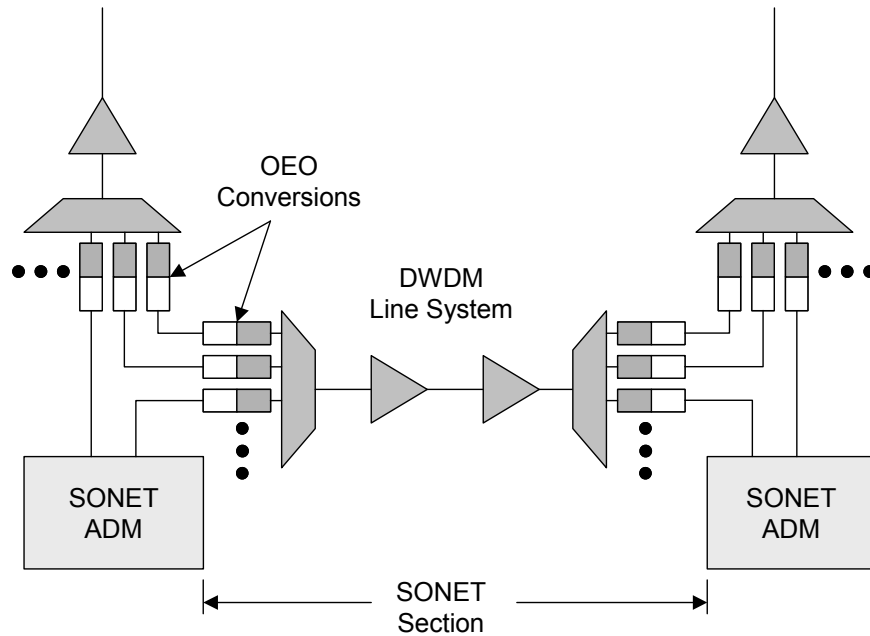 OEO
Conversions
DWDM
Line System
SONET
ADM
SONET
ADM
SONET
Section